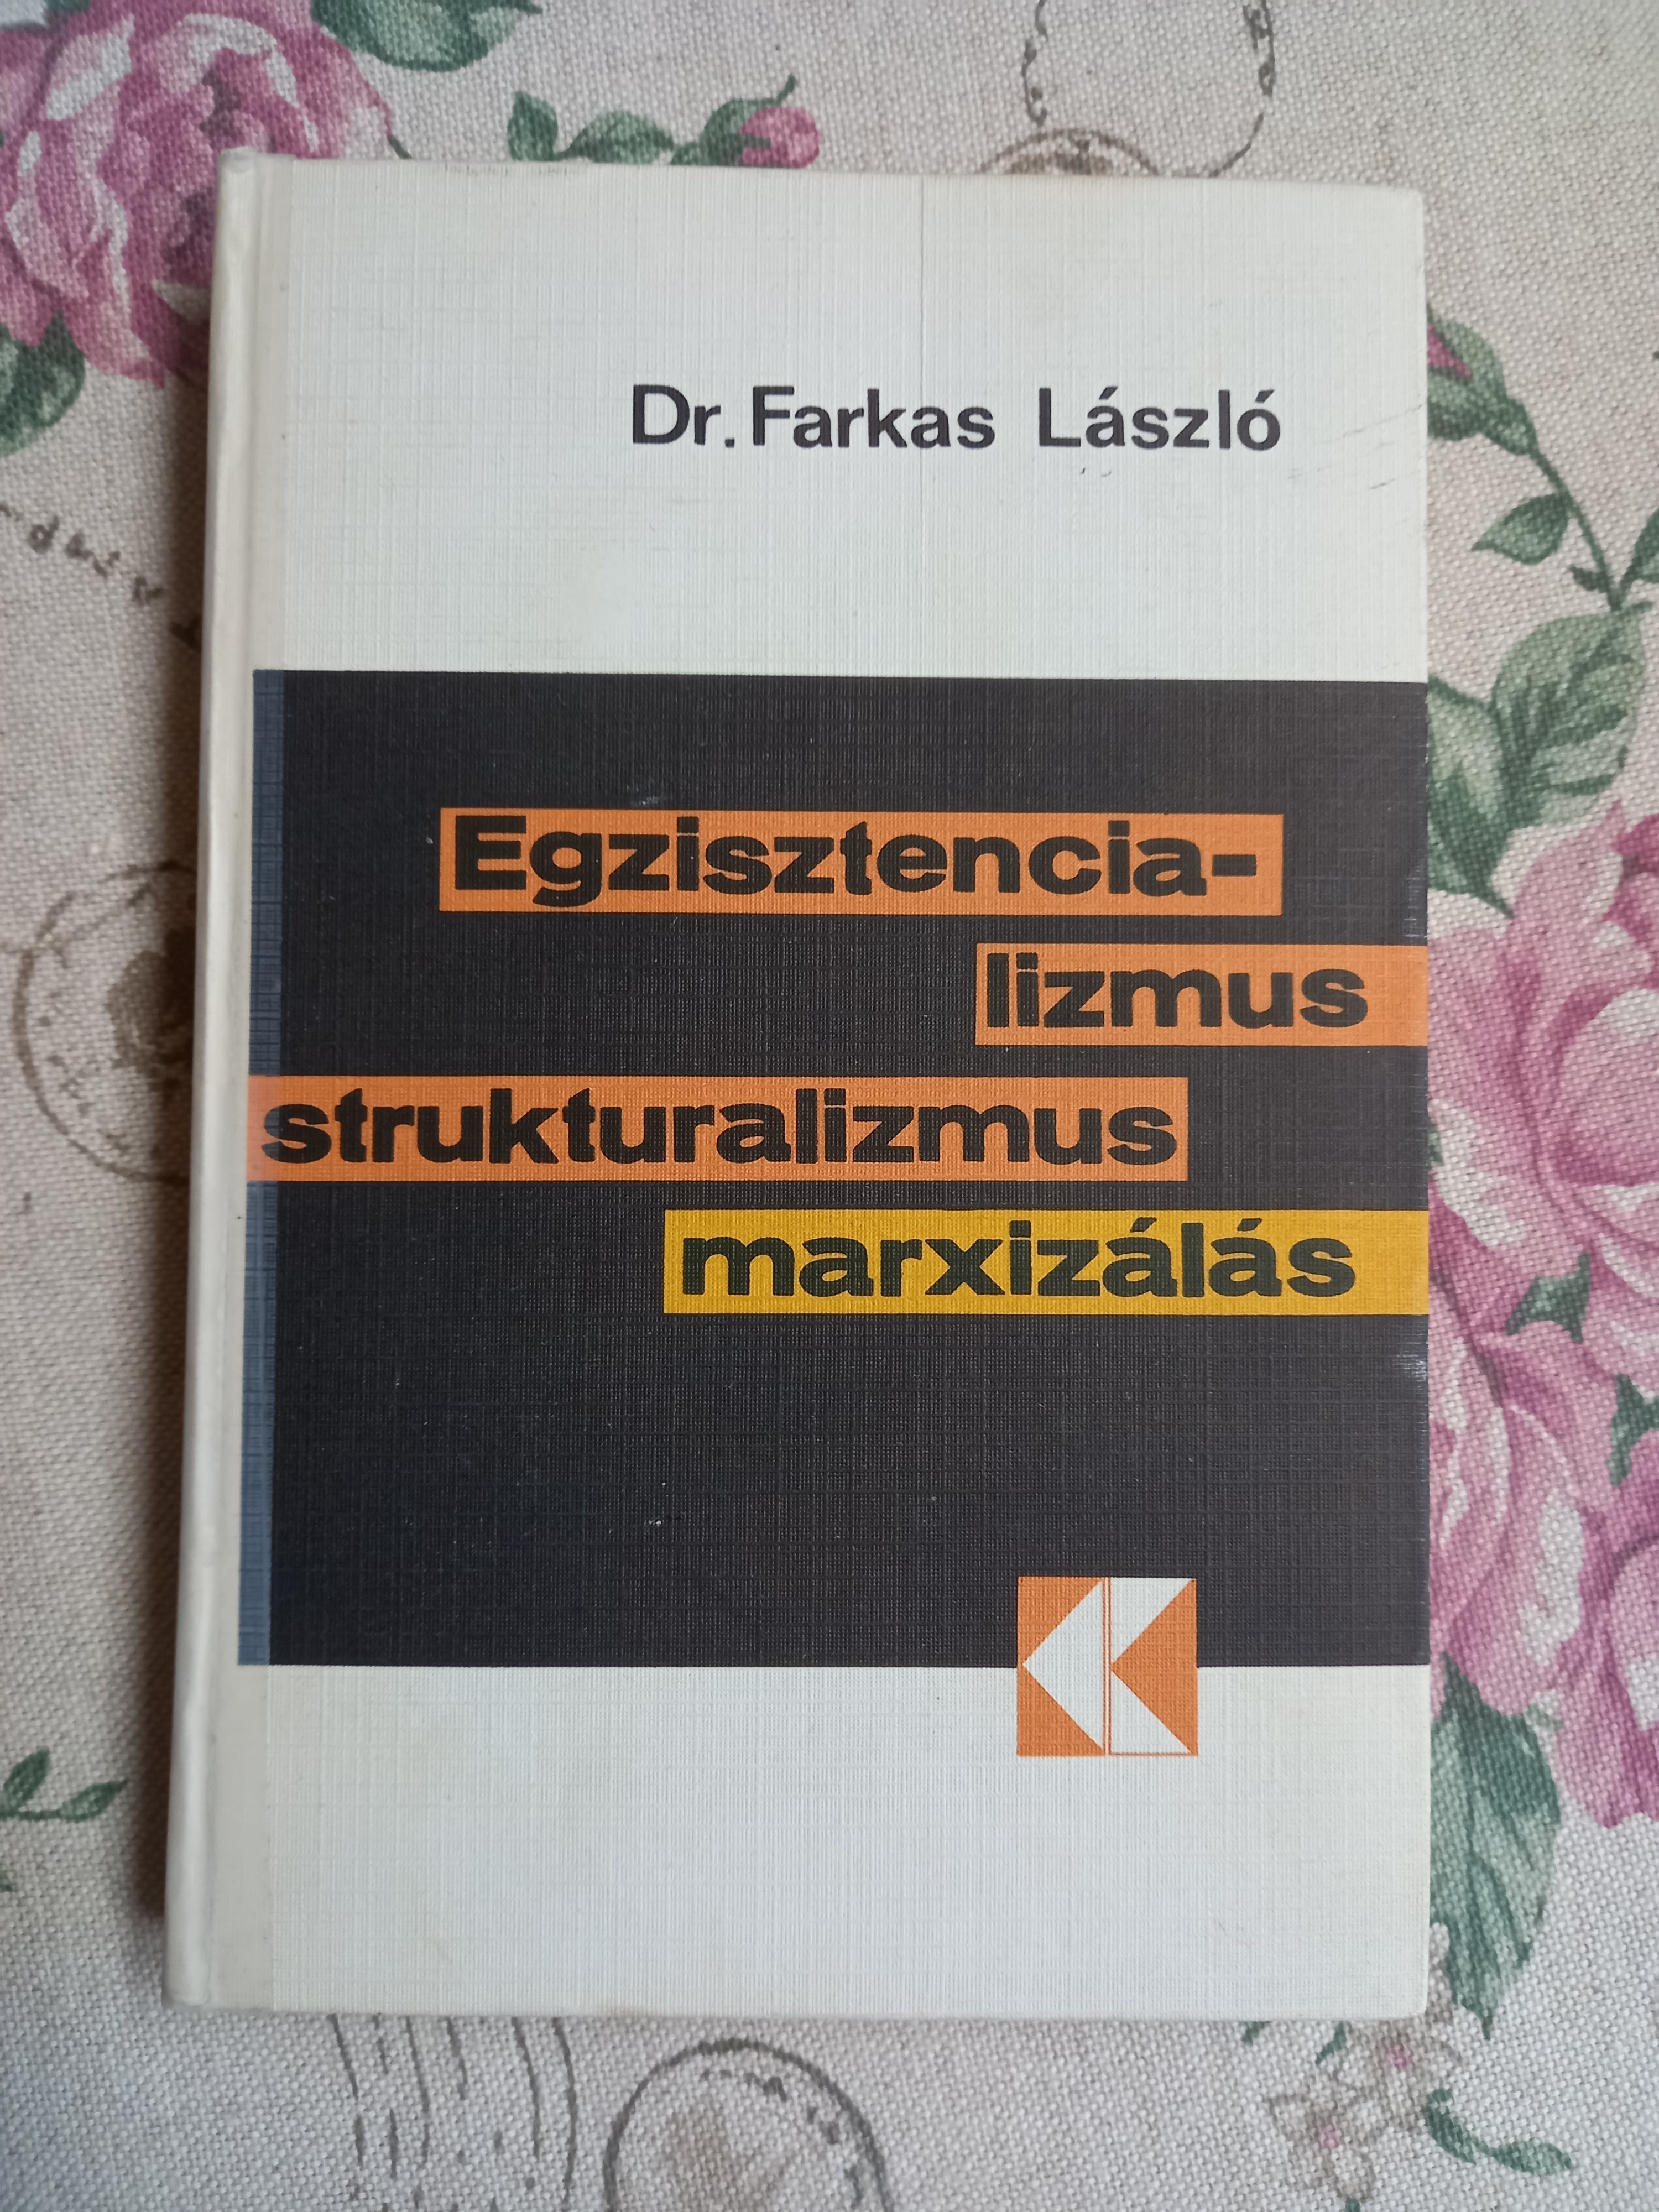 Dr. Farkas László
Egzisztencia-
lizmus
strukturalizmus
marxizálás
K